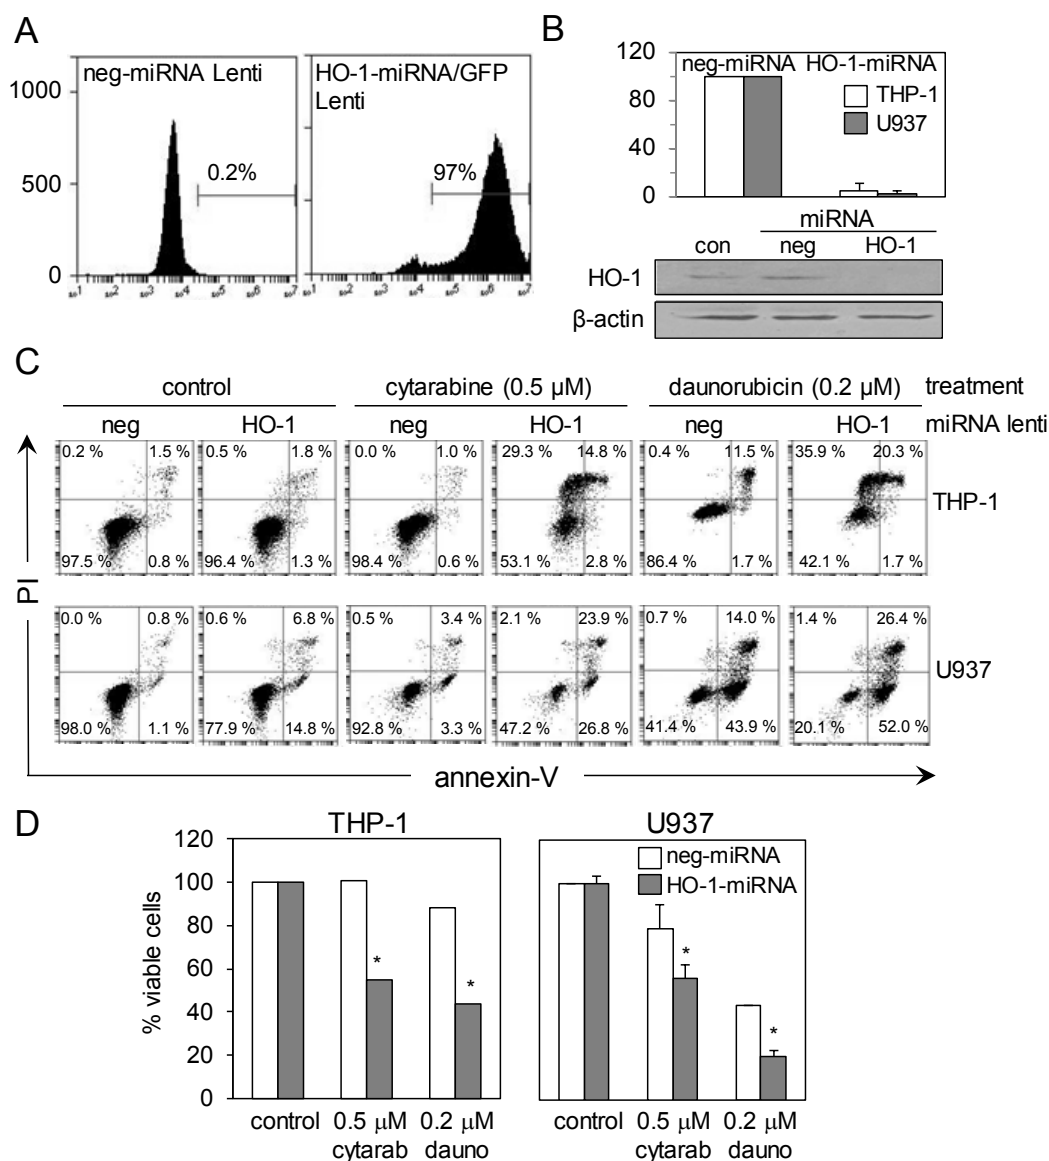 A
neg-miRNA Lenti
HO-1-miRNA/GFP
Lenti
1000
500
0
0.2%
97%
B
120
80
40
0
neg-miRNA HO-1-miRNA
THP-1
U937
miRNA
con neg HO-1
HO-1
β-actin
C
control cytarabine (0.5 µM) daunorubicin (0.2 µM) treatment
neg HO-1 neg HO-1 neg HO-1 miRNA lenti
0.2 % 1.5 % 0.5 % 1.8 % 0.0 % 1.0 % 29.3 % 14.8 % 0.4 % 11.5 % 35.9 % 20.3 %
THP-1
97.5 % 0.8 % 96.4 % 1.3 % 98.4 % 0.6 % 53.1 % 2.8 % 86.4 % 1.7 % 42.1 % 1.7 %
PI
0.0 % 0.8 % 0.6 % 6.8 % 0.5 % 3.4 % 2.1 % 23.9 % 0.7 % 14.0 % 1.4 % 26.4 %
U937
98.0 % 1.1 % 77.9 % 14.8 % 92.8 % 3.3 % 47.2 % 26.8 % 41.4 % 43.9 % 20.1 % 52.0 %
annexin-V
D
THP-1 U937
% viable cells
120
100
80
60
40
20
0
neg-miRNA
HO-1-miRNA
* * * *
control 0.5 µM 0.2 µM control 0.5 µM 0.2 µM
cytarab dauno cytarab dauno